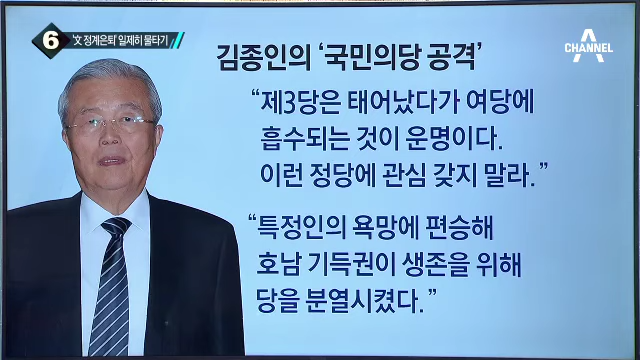 6 '文 정계은퇴' 일제히 물타기
CHANNEL A
김종인의 '국민의당 공격'
"제3당은 태어났다가 여당에
흡수되는 것이 운명이다.
이런 정당에 관심 갖지 말라."
"특정인의 욕망에 편승해
호남 기득권이 생존을 위해
당을 분열시켰다."